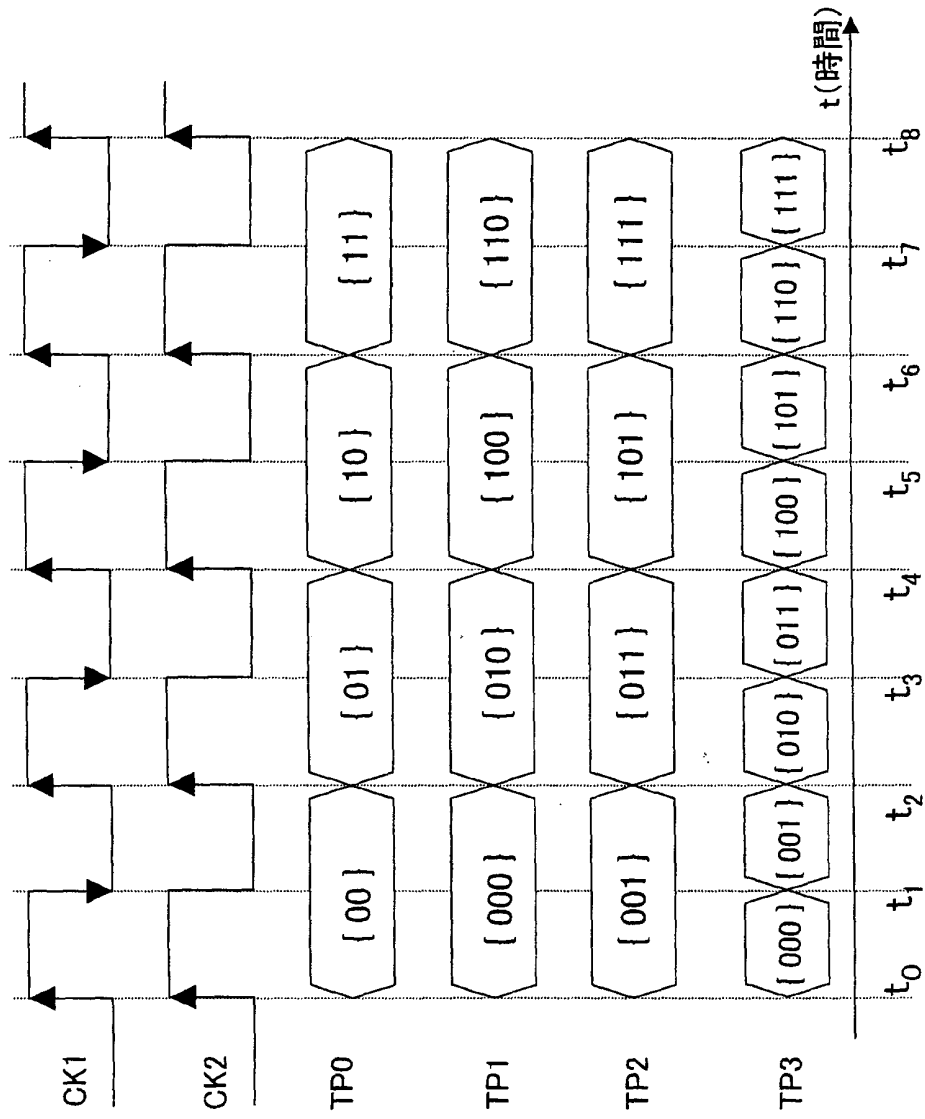 CK1
CK2
TP0 {00} {01} {10} {11}
TP1 {000} {010} {100} {110}
TP2 {001} {011} {101} {111}
TP3 {000} {001} {010} {011} {100} {101} {110} {111}
t(時間)
t0 t1 t2 t3 t4 t5 t6 t7 t8